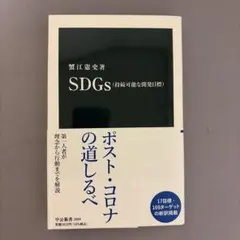 蟹江憲史著
SDGs(持続可能な開発目標)
ポスト・コロナ
の道しるべ
第一人者が
理念から行動までを解説
17目標・
169ターゲット
の新訳掲載
中公新書